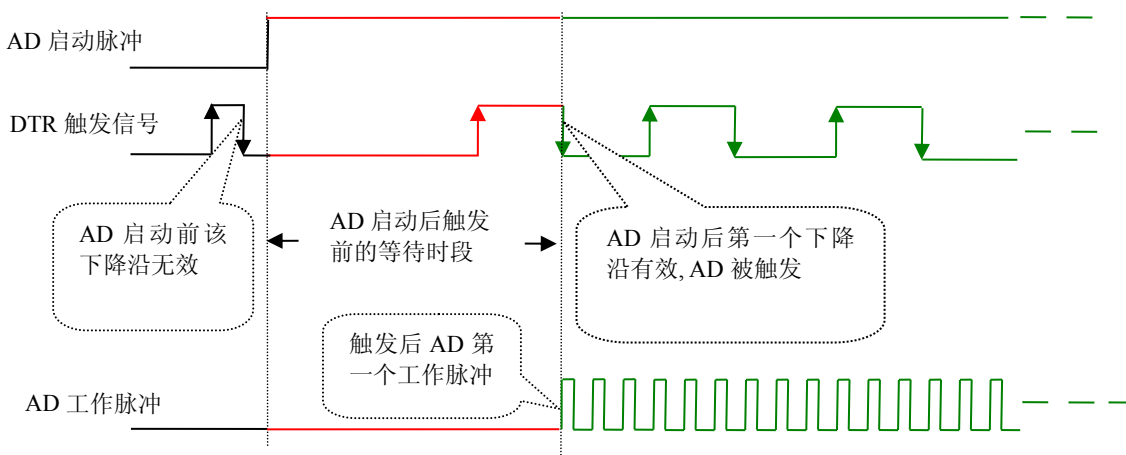 AD 启动脉冲
DTR 触发信号
AD 启动前该
下降沿无效
AD 启动后触发
前的等待时段
AD 启动后第一个下降
沿有效, AD 被触发
触发后 AD 第
一个工作脉冲
AD 工作脉冲